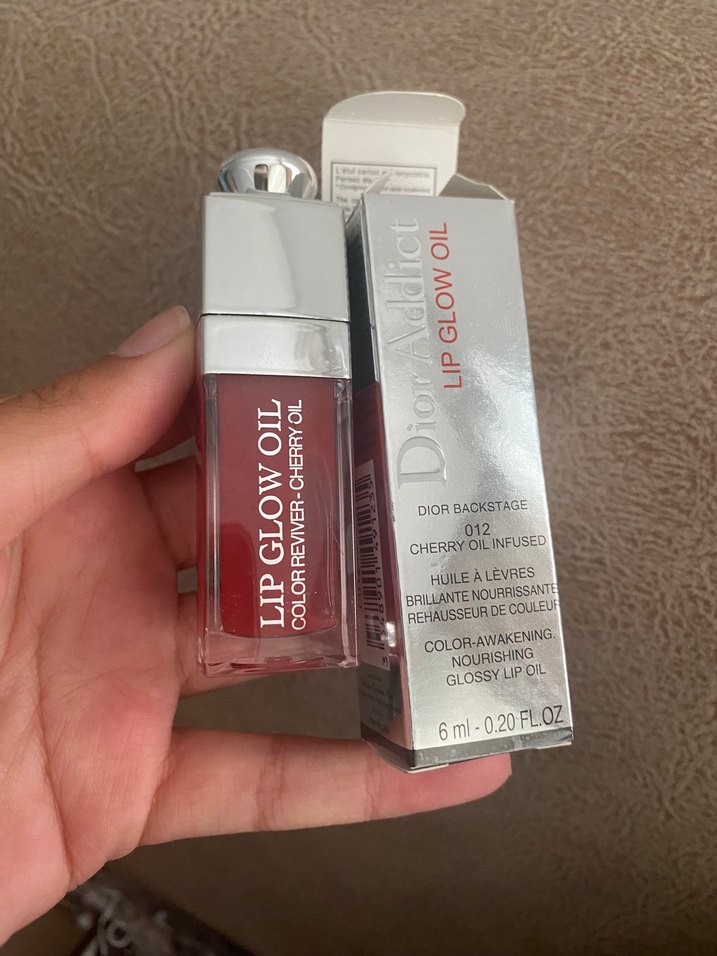 LIP GLOW OIL
COLOR REVIVER - CHERRY OIL
Dior Addict
LIP GLOW OIL
DIOR BACKSTAGE
012
CHERRY OIL INFUSED
HUILE À LÈVRES
BRILLANTE NOURRISSANTE
REHAUSSEUR DE COULEUR
COLOR-AWAKENING.
NOURISHING
GLOSSY LIP OIL
6 ml - 0.20 FL.OZ